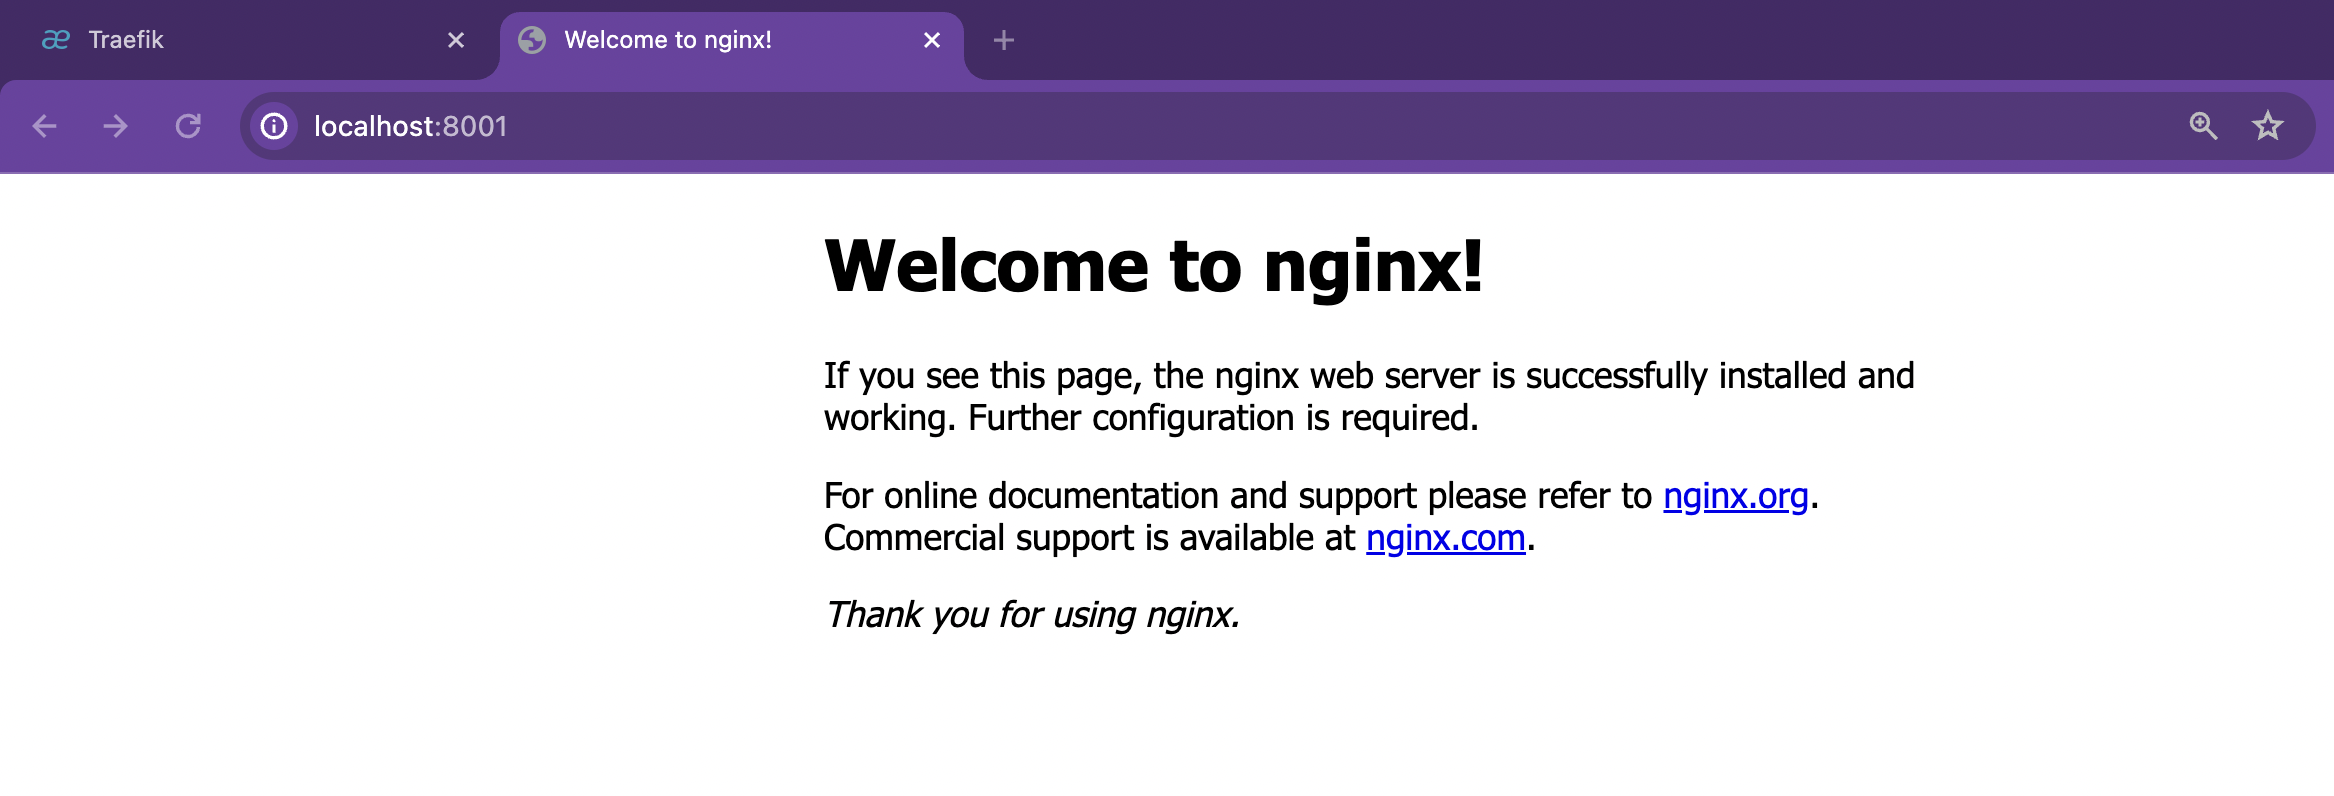 Traefik
Welcome to nginx!
localhost:8001
Welcome to nginx!
If you see this page, the nginx web server is successfully installed and
working. Further configuration is required.
For online documentation and support please refer to nginx.org.
Commercial support is available at nginx.com.
Thank you for using nginx.